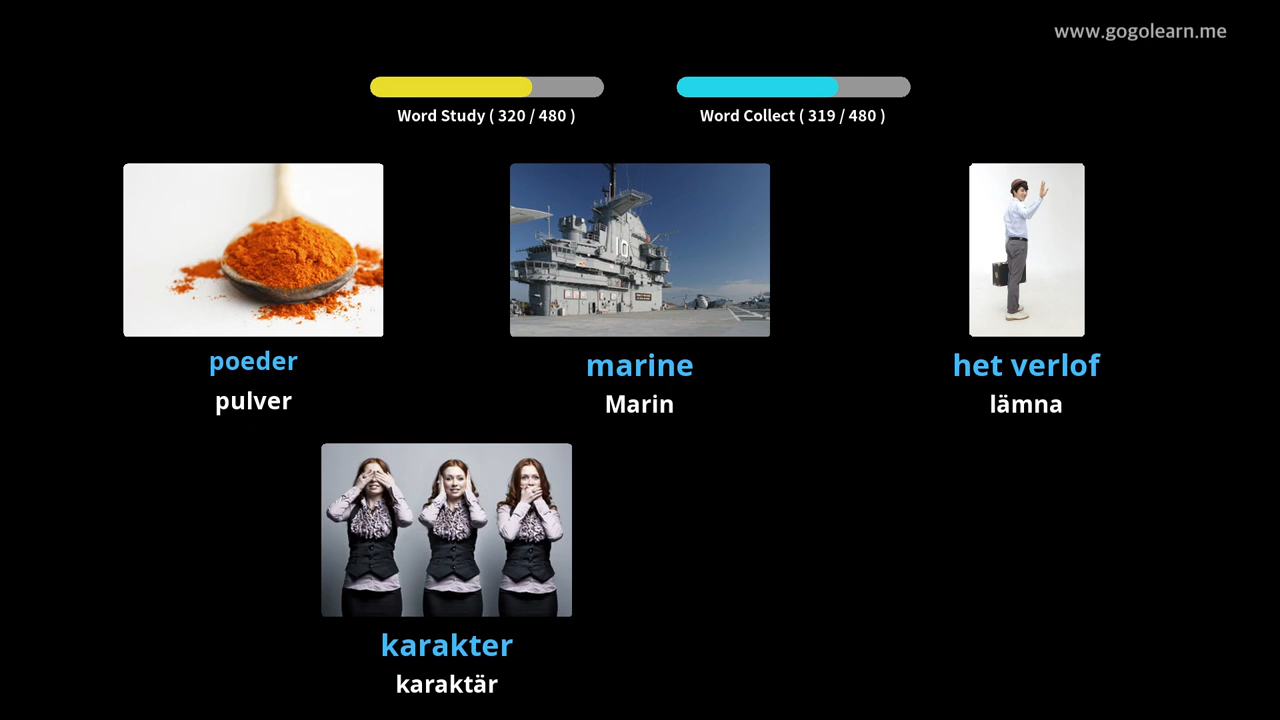 www.gogolearn.me
Word Study ( 320 / 480 )
Word Collect ( 319 / 480 )
10
poeder
pulver
marine
Marin
het verlof
lämna
karakter
karaktär